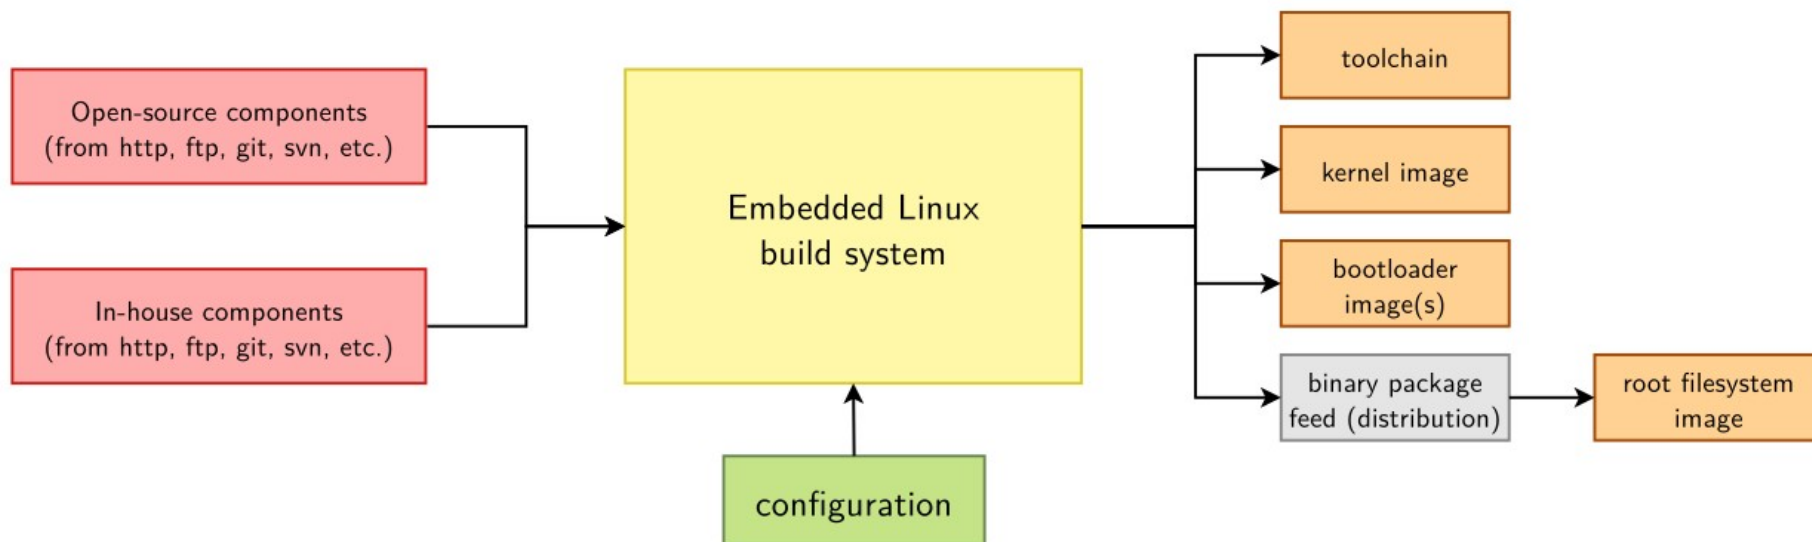 Open-source components
(from http, ftp, git, svn, etc.)
In-house components
(from http, ftp, git, svn, etc.)
Embedded Linux
build system
configuration
toolchain
kernel image
bootloader
image(s)
binary package
feed (distribution)
root filesystem
image